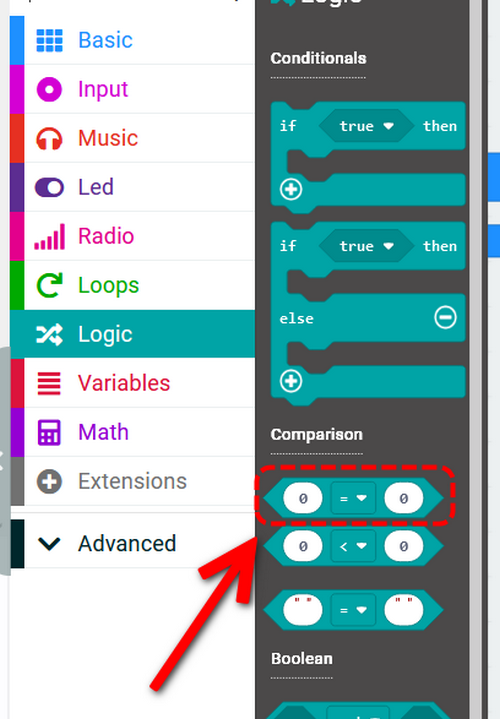 Logic
Basic
Input
Music
Led
Radio
Loops
Logic
Variables
Math
Extensions
Advanced
Conditionals
if true then
if true then
else
Comparison
0 = 0
0 < 0
" " = " "
Boolean